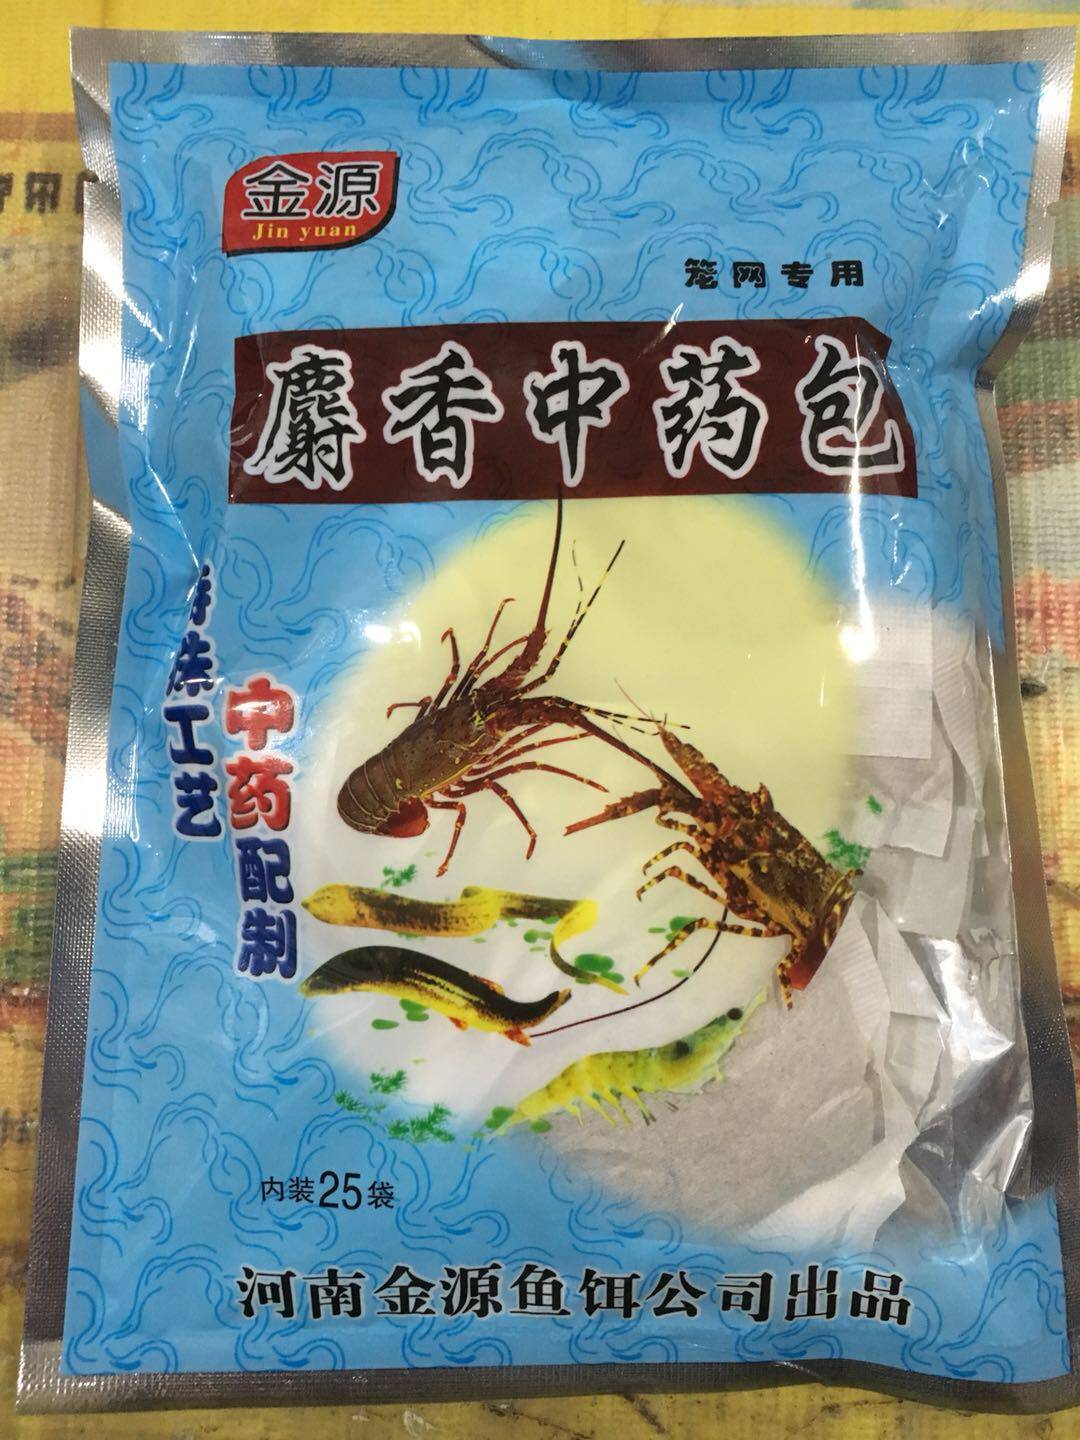 金源
Jin yuan
笼网专用
麝香中药包
特殊工艺
中药配制
内装25袋
河南金源鱼饵公司出品